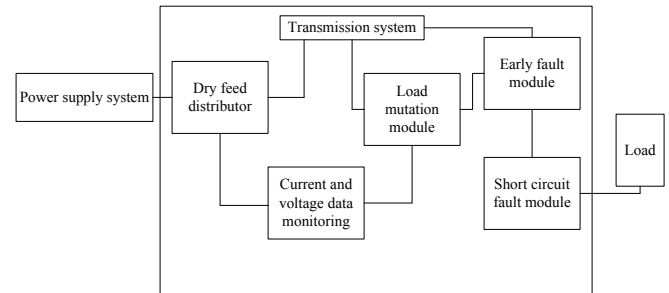 Transmission system
Power supply system
Dry feed
distributor
Load
mutation
module
Early fault
module
Current and
voltage data
monitoring
Short circuit
fault module
Load